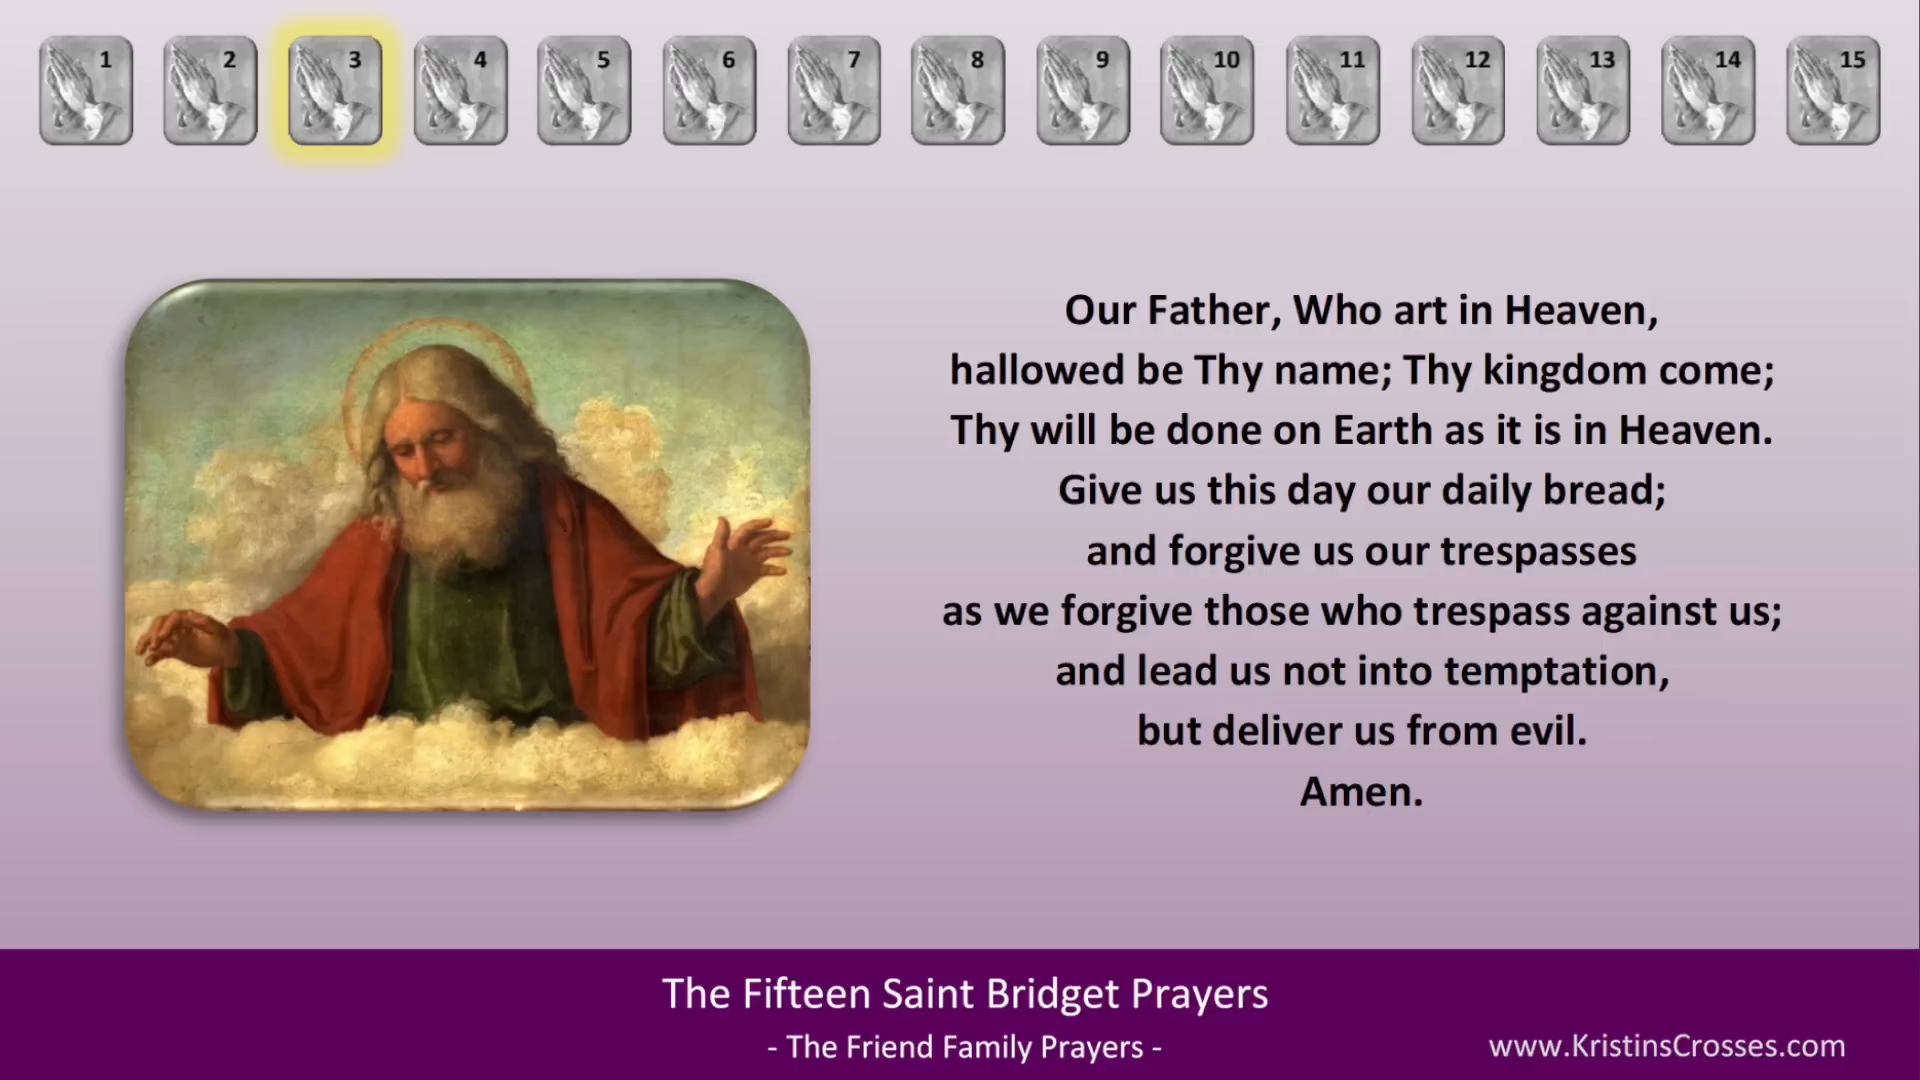 1 2 3 4 5 6 7 8 9 10 11 12 13 14 15
Our Father, Who art in Heaven,
hallowed be Thy name; Thy kingdom come;
Thy will be done on Earth as it is in Heaven.
Give us this day our daily bread;
and forgive us our trespasses
as we forgive those who trespass against us;
and lead us not into temptation,
but deliver us from evil.
Amen.
The Fifteen Saint Bridget Prayers
- The Friend Family Prayers -
www.KristinsCrosses.com